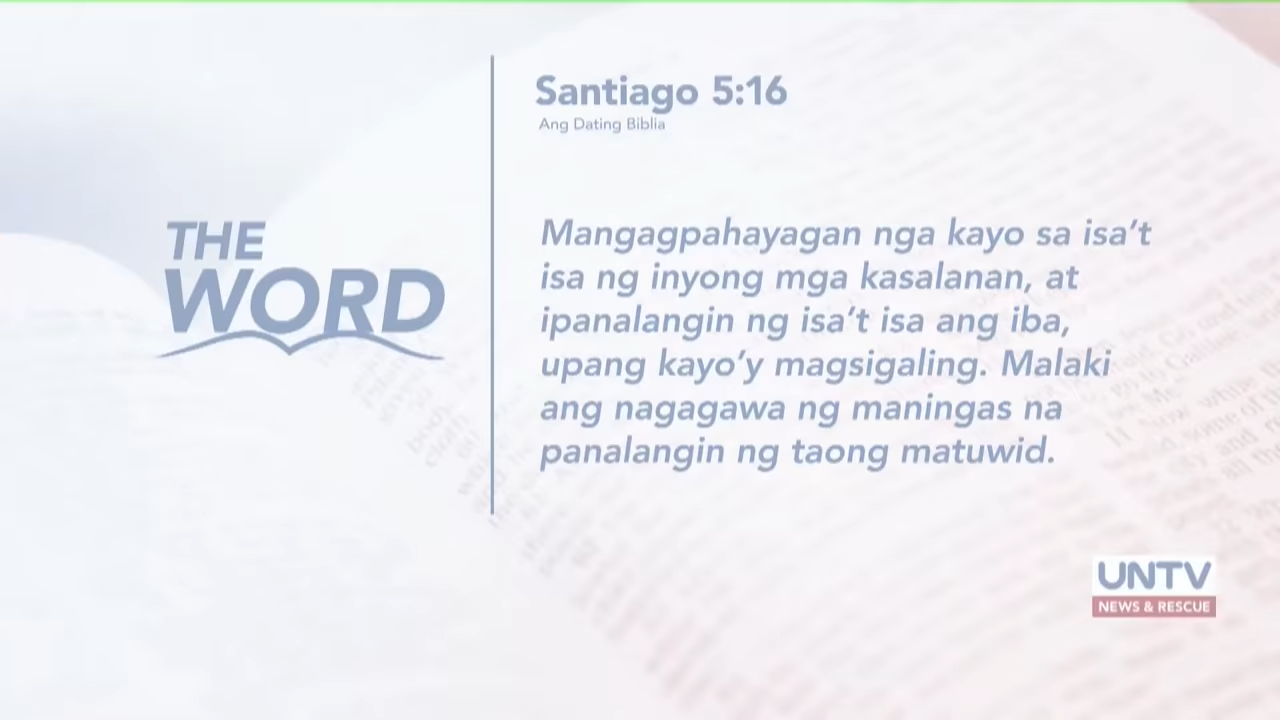 THE
WORD
Santiago 5:16
Ang Dating Biblia
Mangagpahayagan nga kayo sa isa’t
isa ng inyong mga kasalanan, at
ipanalangin ng isa’t isa ang iba,
upang kayo’y magsigaling. Malaki
ang nagagawa ng maningas na
panalangin ng taong matuwid.
UNTV
NEWS & RESCUE